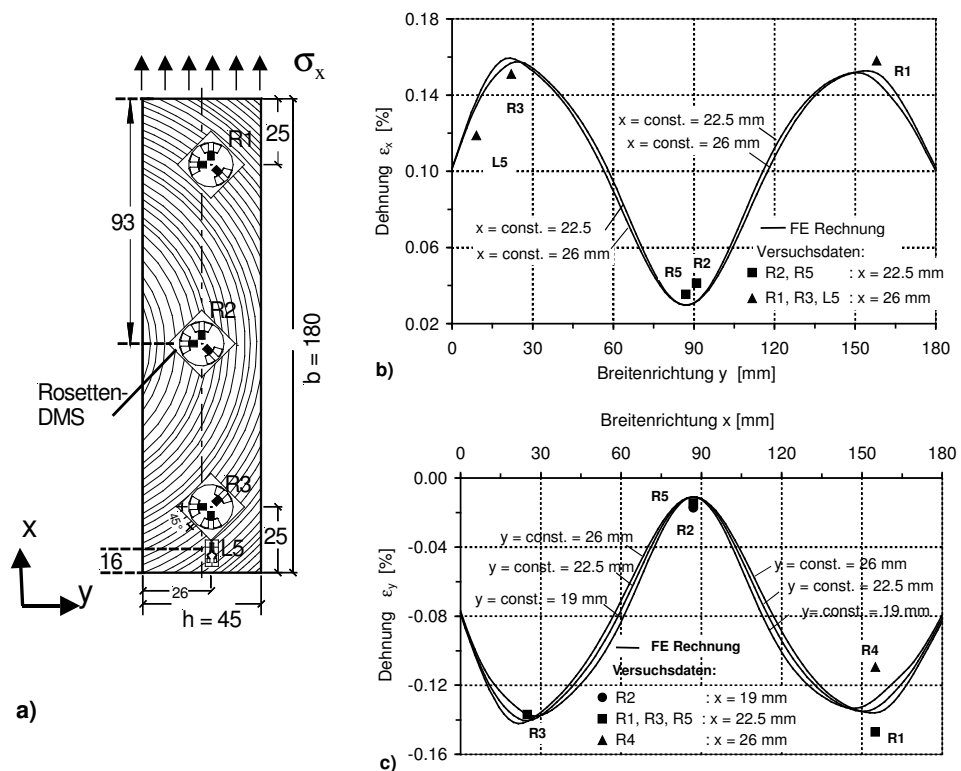 σx
R1
25
93
R2
b = 180
Rosetten-
DMS
R3
45°
L5
25
x
16
y
26
h = 45
a)
Dehnung εx [%]
0.18
0.14
0.10
0.06
0.02
R3
L5
R1
x = const. = 22.5 mm
x = const. = 26 mm
x = const. = 22.5
x = const. = 26 mm
R5
R2
FE Rechnung
Versuchsdaten:
R2, R5 : x = 22.5 mm
R1, R3, L5 : x = 26 mm
0 30 60 90 120 150 180
b)
Breitenrichtung y [mm]
Breitenrichtung x [mm]
0 30 60 90 120 150 180
Dehnung εy [%]
0.00
-0.04
-0.08
-0.12
-0.16
R5
R2
y = const. = 26 mm
y = const. = 22.5 mm
y = const. = 19 mm
y = const. = 26 mm
y = const. = 22.5 mm
y= const. = 19 mm
FE Rechnung
Versuchsdaten:
R2 : x = 19 mm
R1, R3, R5 : x = 22.5 mm
R4 : x = 26 mm
R3
R4
R1
c)